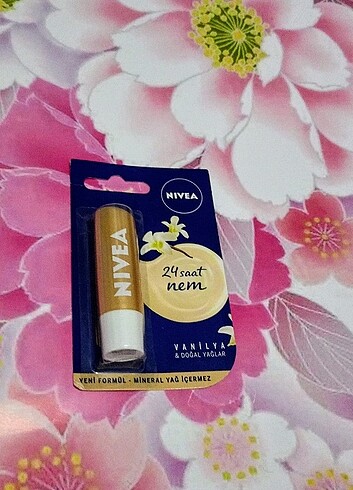 NIVEA
NIVEA
24 saat
nem
VANİLYA
& DOĞAL YAĞLAR
YENİ FORMÜL - MİNERAL YAĞ İÇERMEZ